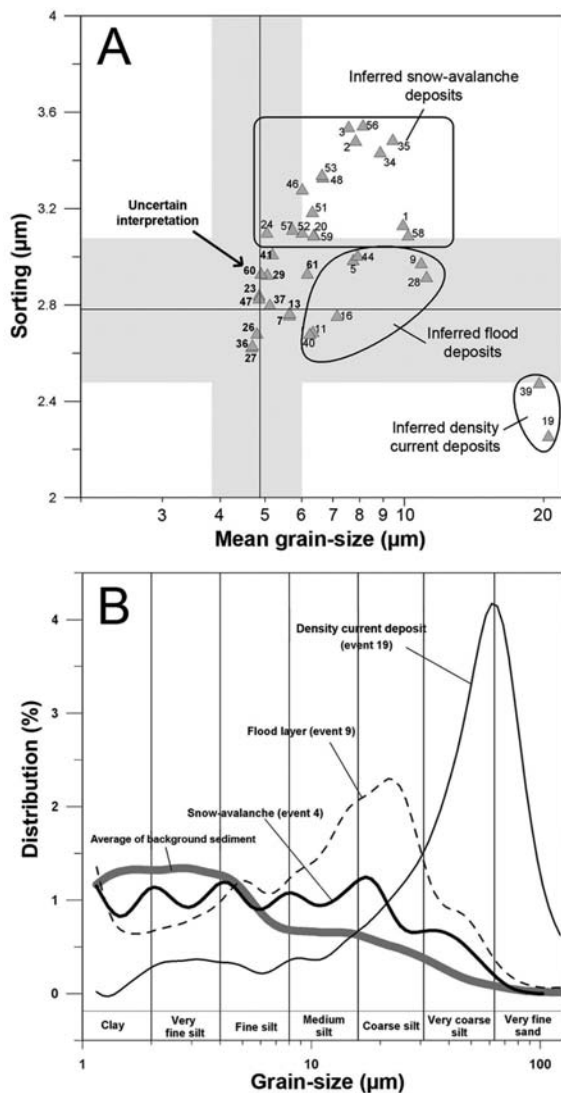 A
4
3.6
3.2
2.8
2.4
2
Sorting (µm)
Inferred snow-avalanche
deposits
3
56
2
35
34
53
48
46
51
1
58
24
57
52
20
59
Uncertain
interpretation
41
60
29
61
5
44
9
28
23
47
37
13
7
16
26
11
40
36
27
Inferred flood
deposits
39
19
Inferred density
current deposits
3
4
5
6
7
8
9
10
20
Mean grain-size (µm)
B
4
3
2
1
0
Distribution (%)
Density current deposit
(event 19)
Flood layer (event 9)
Snow-avalanche (event 4)
Average of background sediment
Clay
Very
fine silt
Fine silt
Medium
silt
Coarse silt
Very coarse
silt
Very fine
sand
1
10
100
Grain-size (µm)